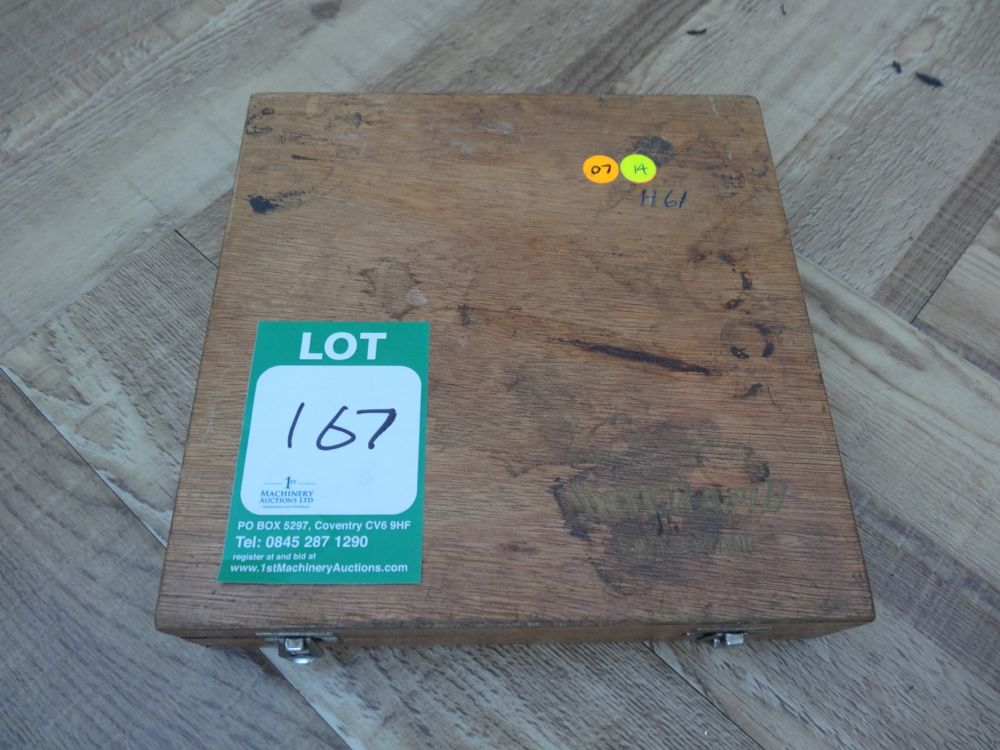 07
14
H61
LOT
167
1ST
MACHINERY
AUCTIONS LTD
PO BOX 5297, Coventry CV6 9HF
Tel: 0845 287 1290
register at and bid at
www.1stMachineryAuctions.com